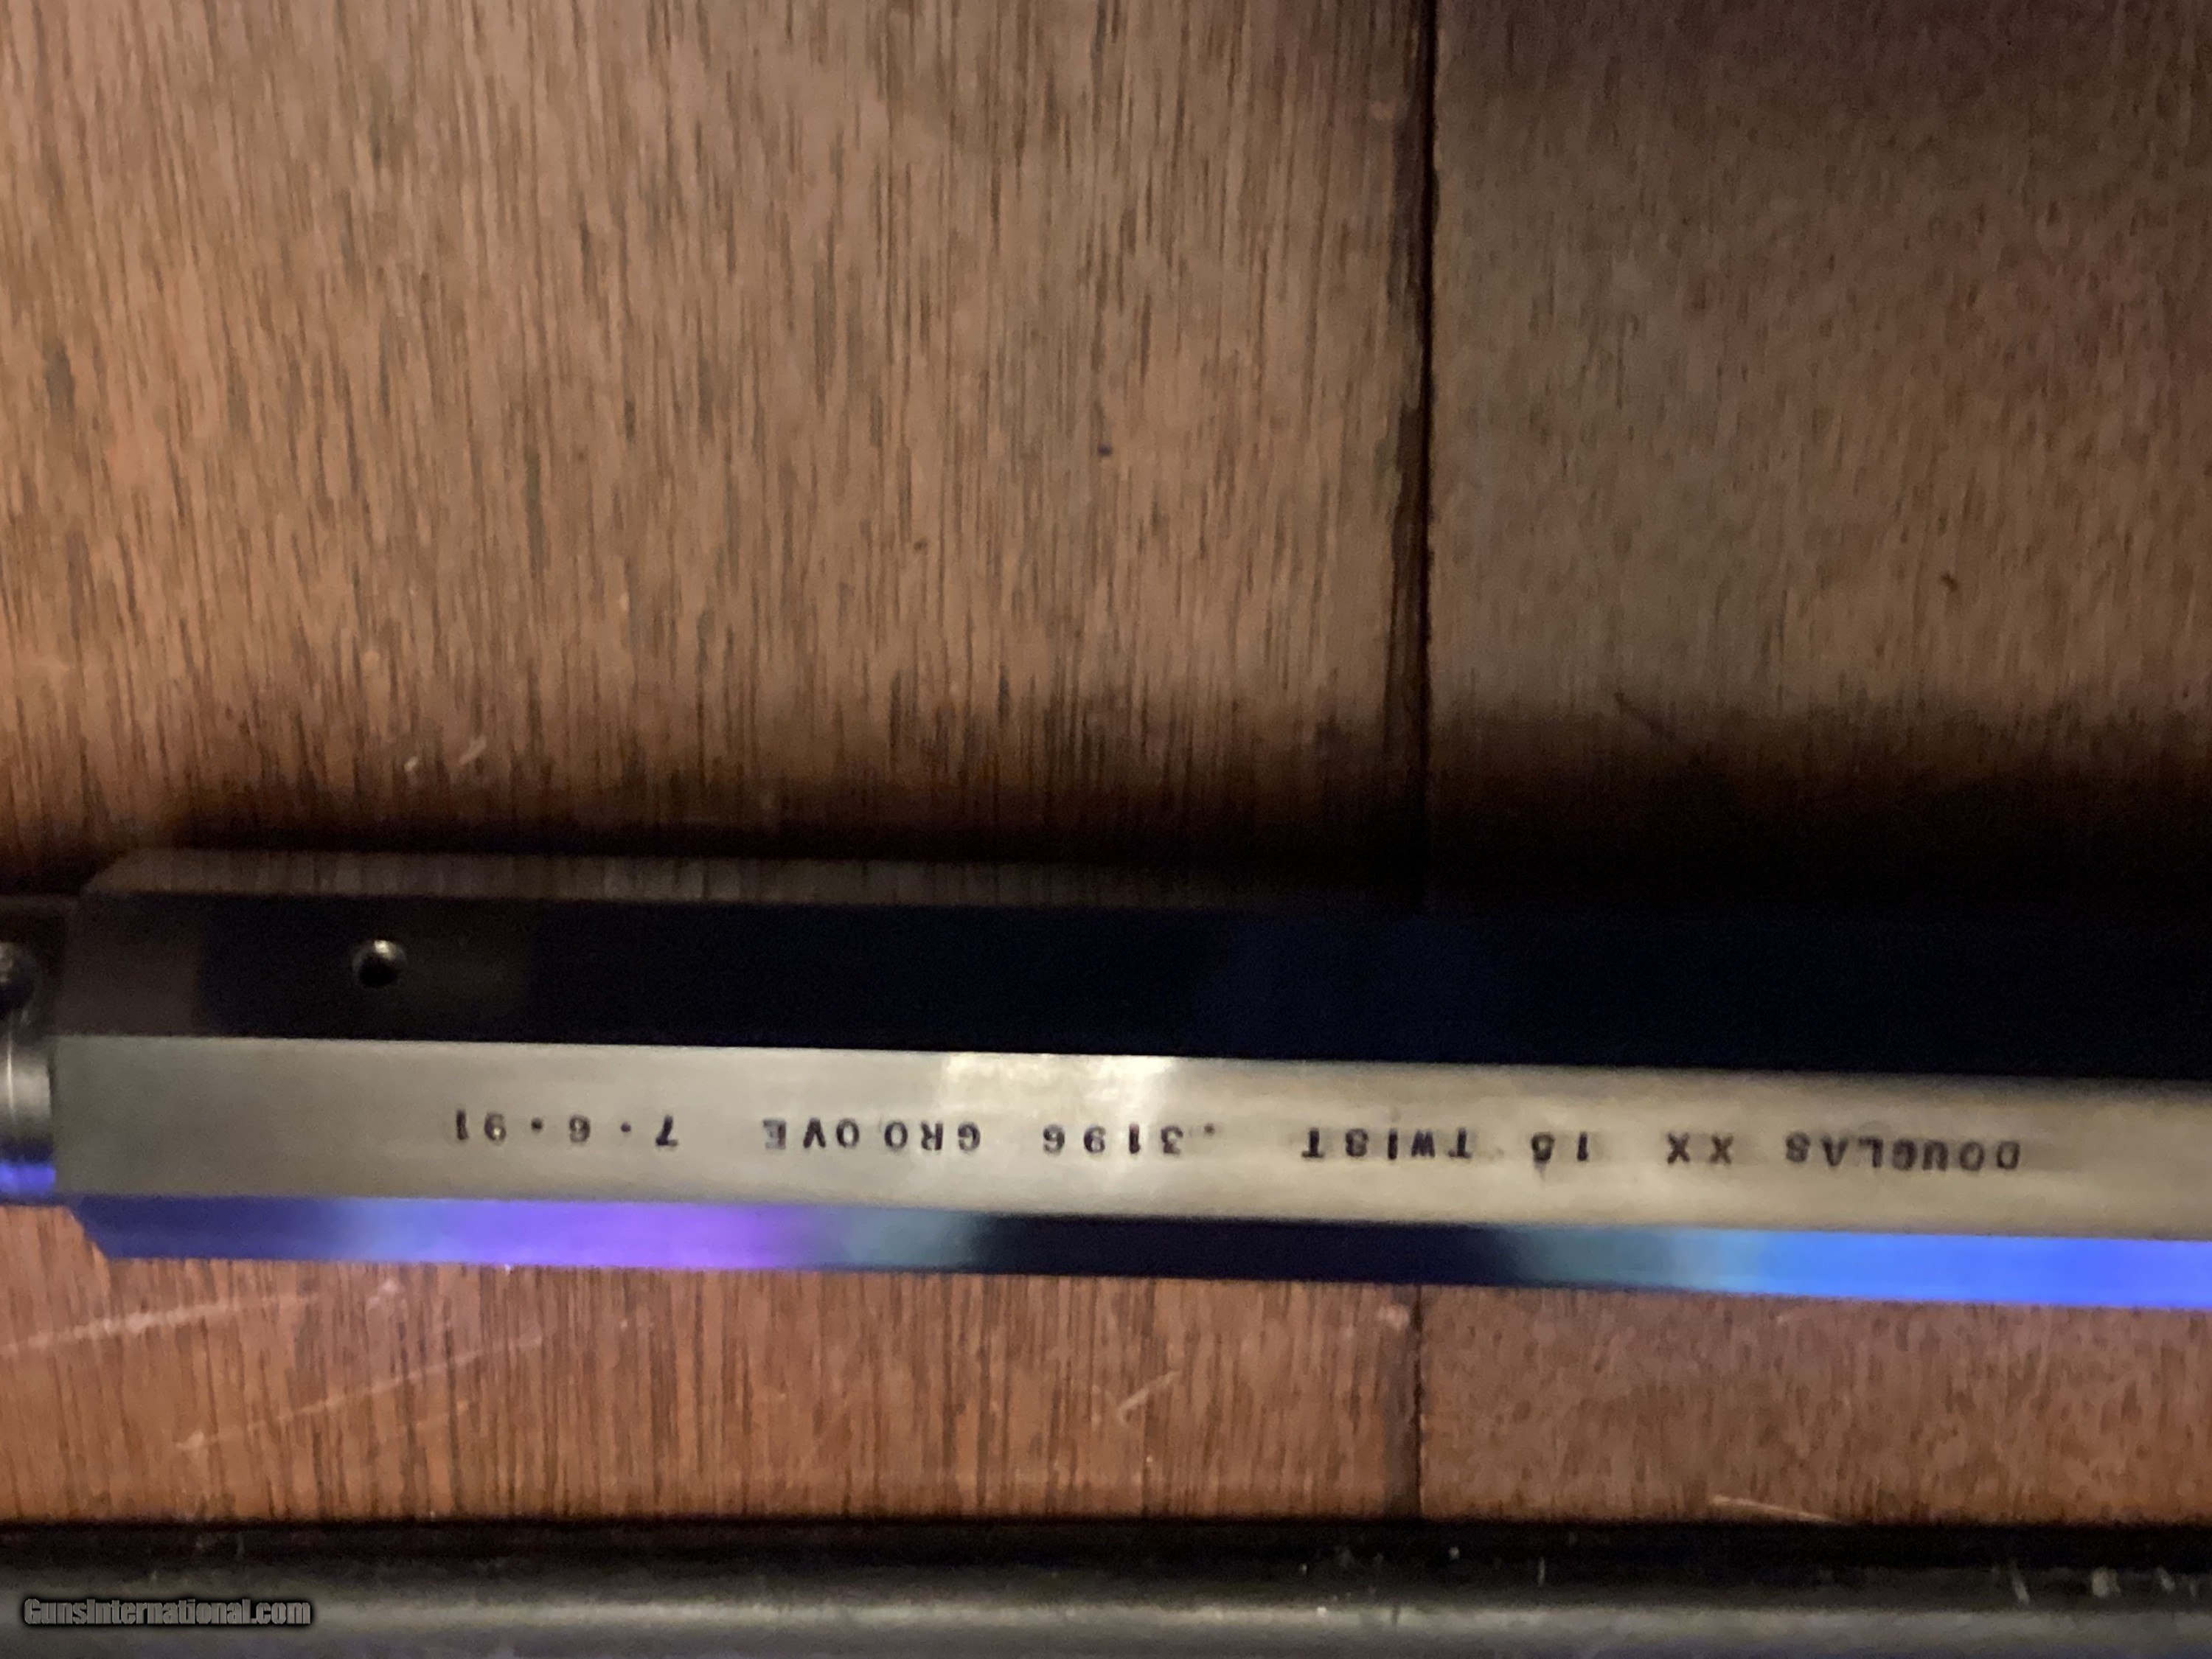 DOUGLAS XX 15 TWIST .3196 GROOVE 7·6·91
GunsInternational.com